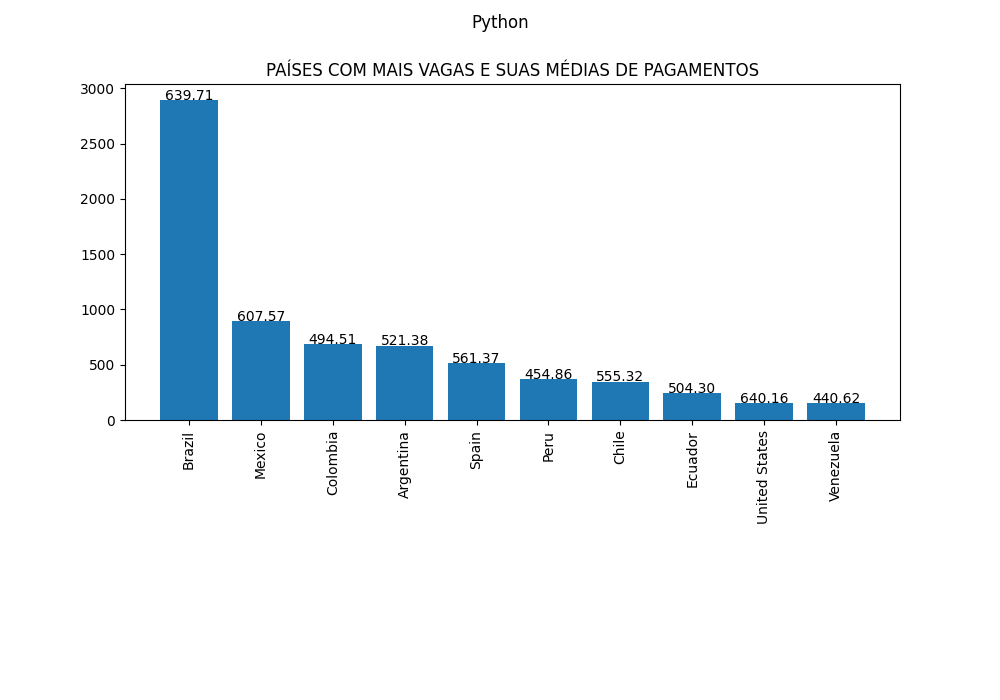 Python
PAÍSES COM MAIS VAGAS E SUAS MÉDIAS DE PAGAMENTOS
3000
2500
2000
1500
1000
500
0
639.71
607.57
494.51
521.38
561.37
454.86
555.32
504.30
640.16
440.62
Brazil
Mexico
Colombia
Argentina
Spain
Peru
Chile
Ecuador
United States
Venezuela